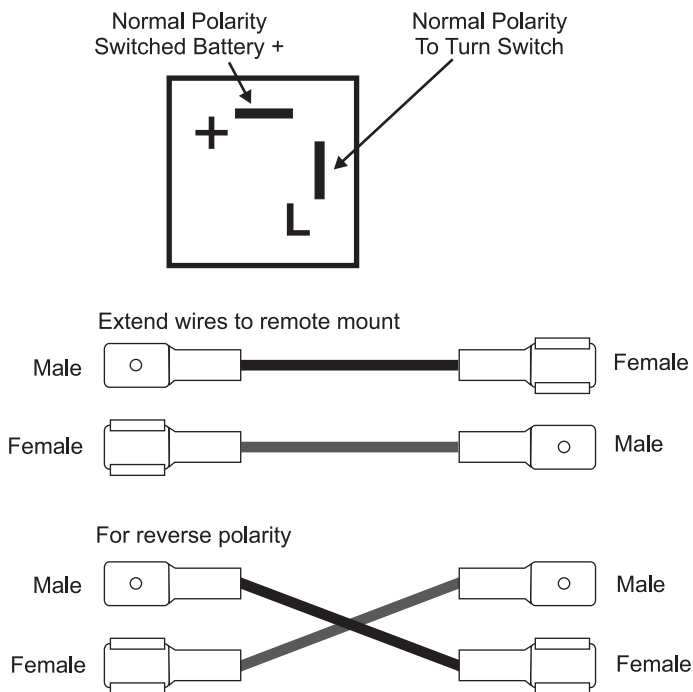 Normal Polarity
Switched Battery +
Normal Polarity
To Turn Switch
+
L
Extend wires to remote mount
Male
Female
Female
Male
For reverse polarity
Male
Male
Female
Female